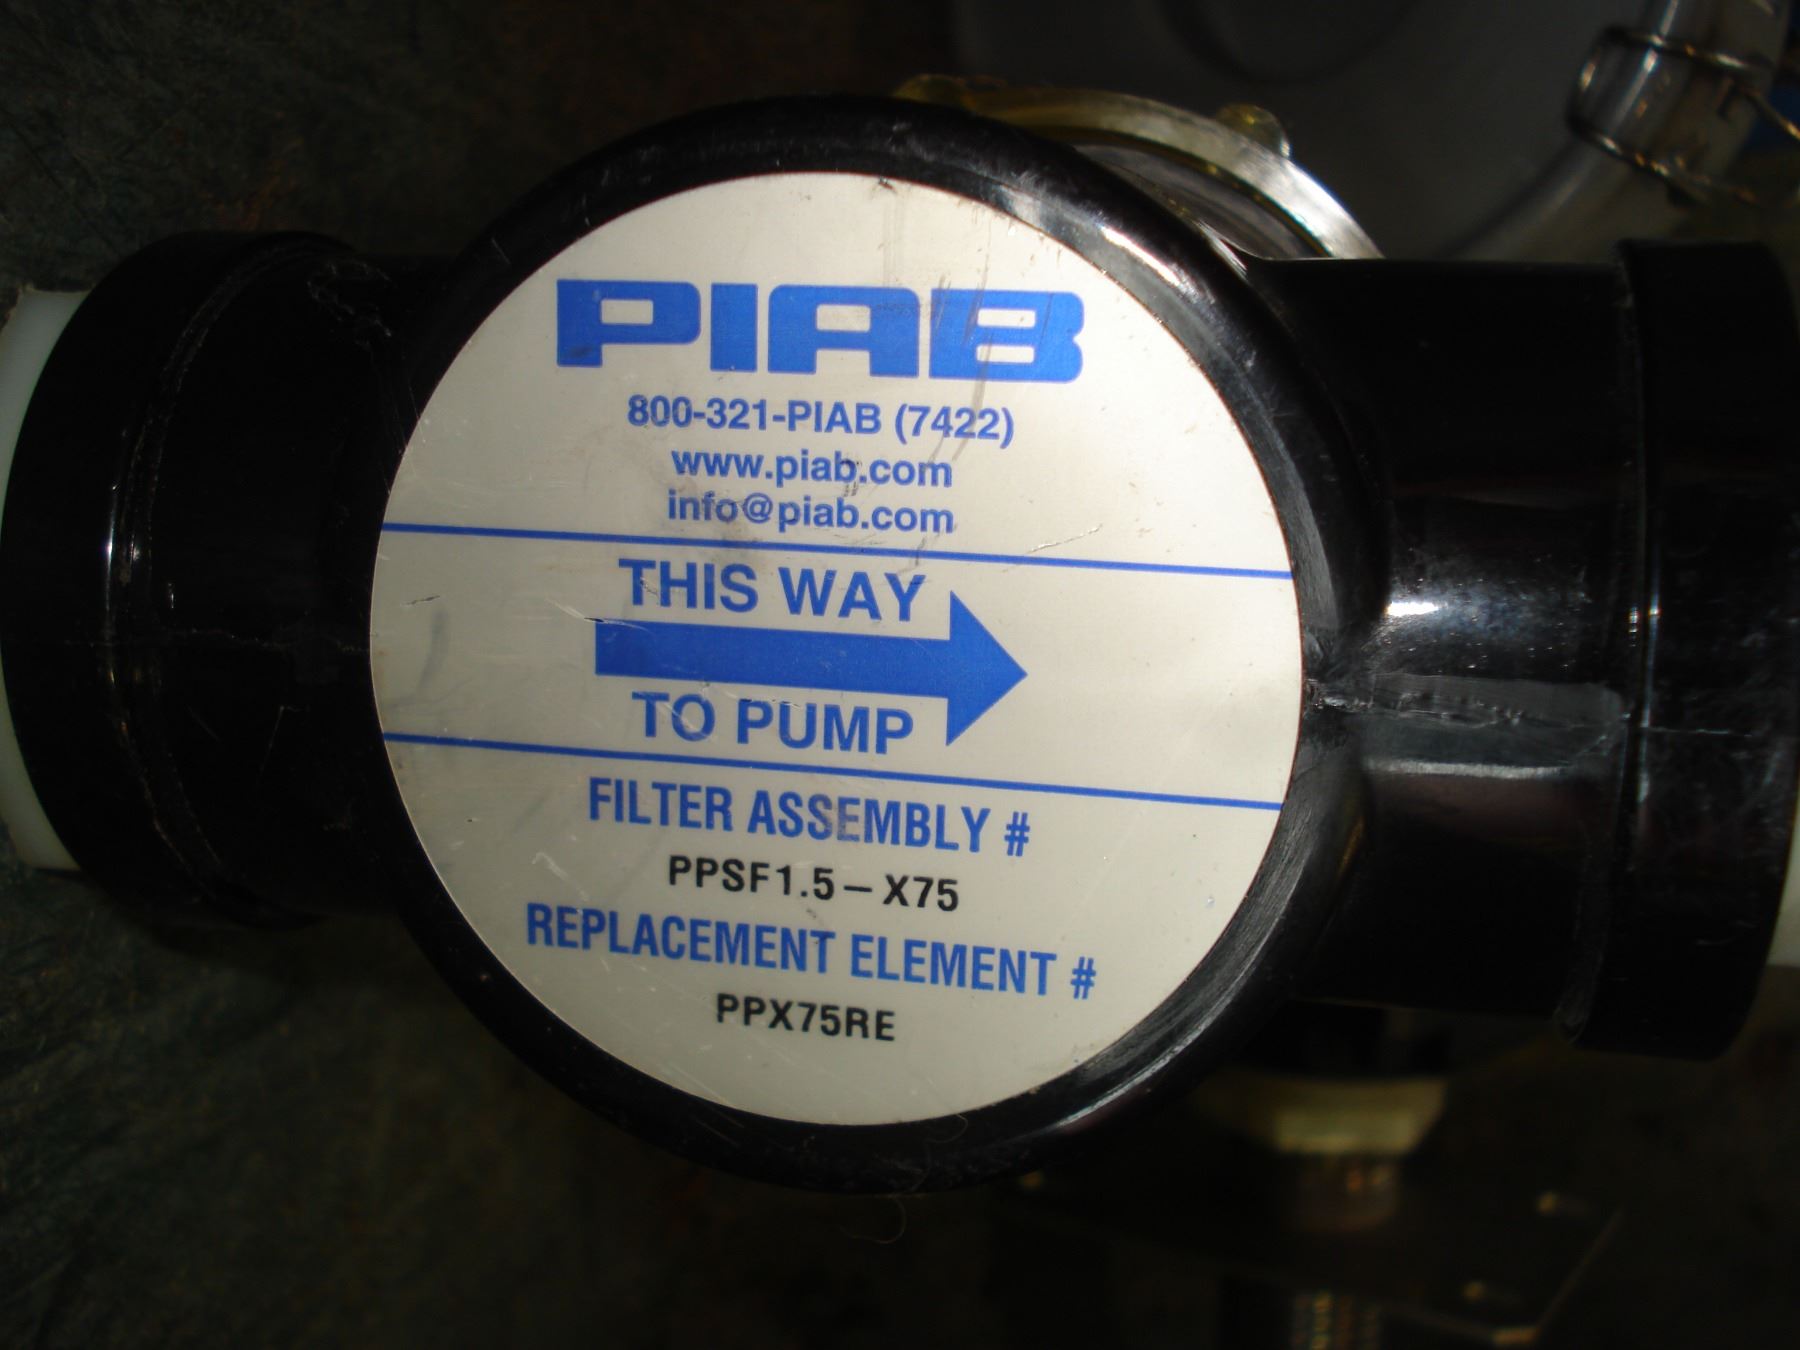 PIAB
800-321-PIAB (7422)
www.piab.com
info@piab.com
THIS WAY
TO PUMP
FILTER ASSEMBLY #
PPSF1.5 – X75
REPLACEMENT ELEMENT #
PPX75RE